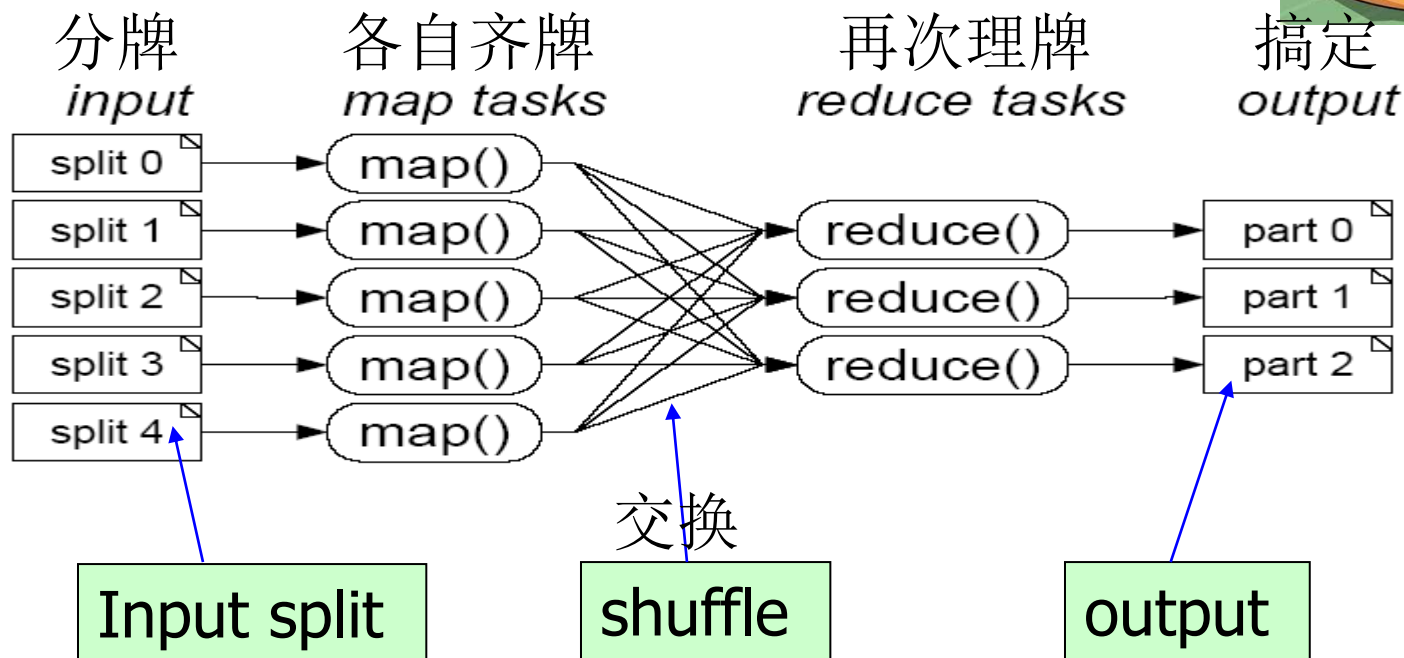 分牌 各自齐牌 再次理牌 搞定
input map tasks reduce tasks output
split 0 map()
split 1 map() reduce() part 0
split 2 map() reduce() part 1
split 3 map() reduce() part 2
split 4 map()
交换
Input split shuffle output